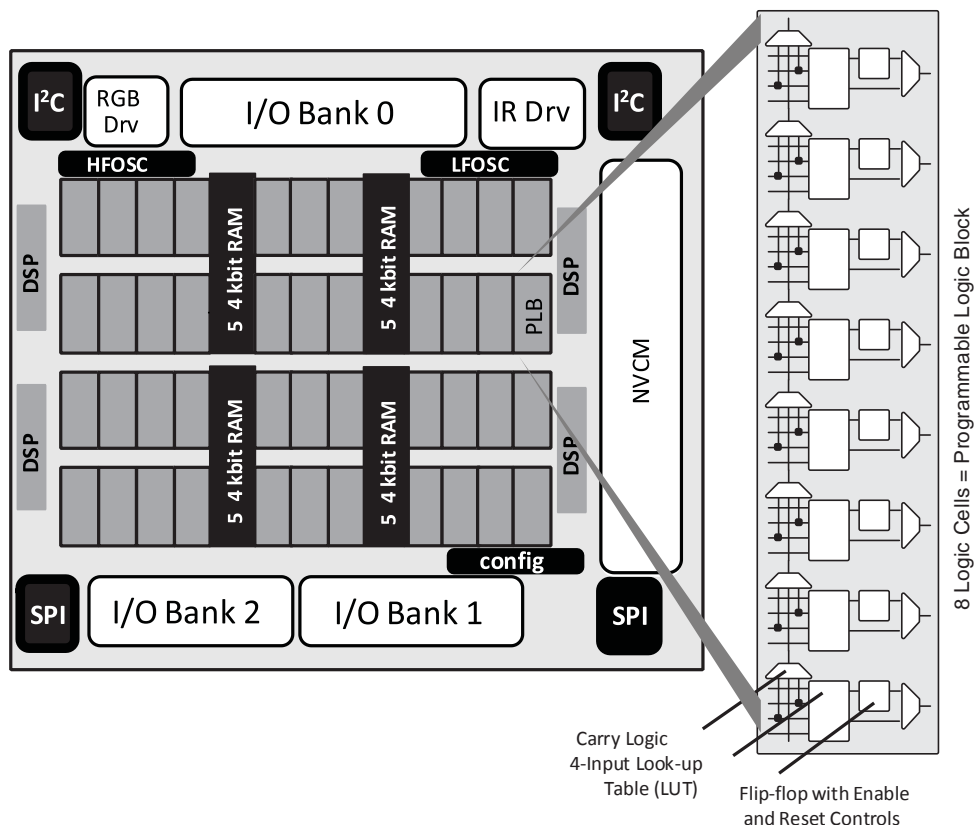 I²C
RGB
Drv
I/O Bank 0
IR Drv
I²C
HFOSC
LFOSC
DSP
5 4 kbit RAM
5 4 kbit RAM
PLB
DSP
NVCM
DSP
5 4 kbit RAM
5 4 kbit RAM
DSP
config
SPI
I/O Bank 2
I/O Bank 1
SPI
8 Logic Cells = Programmable Logic Block
Carry Logic
4-Input Look-up
Table (LUT)
Flip-flop with Enable
and Reset Controls